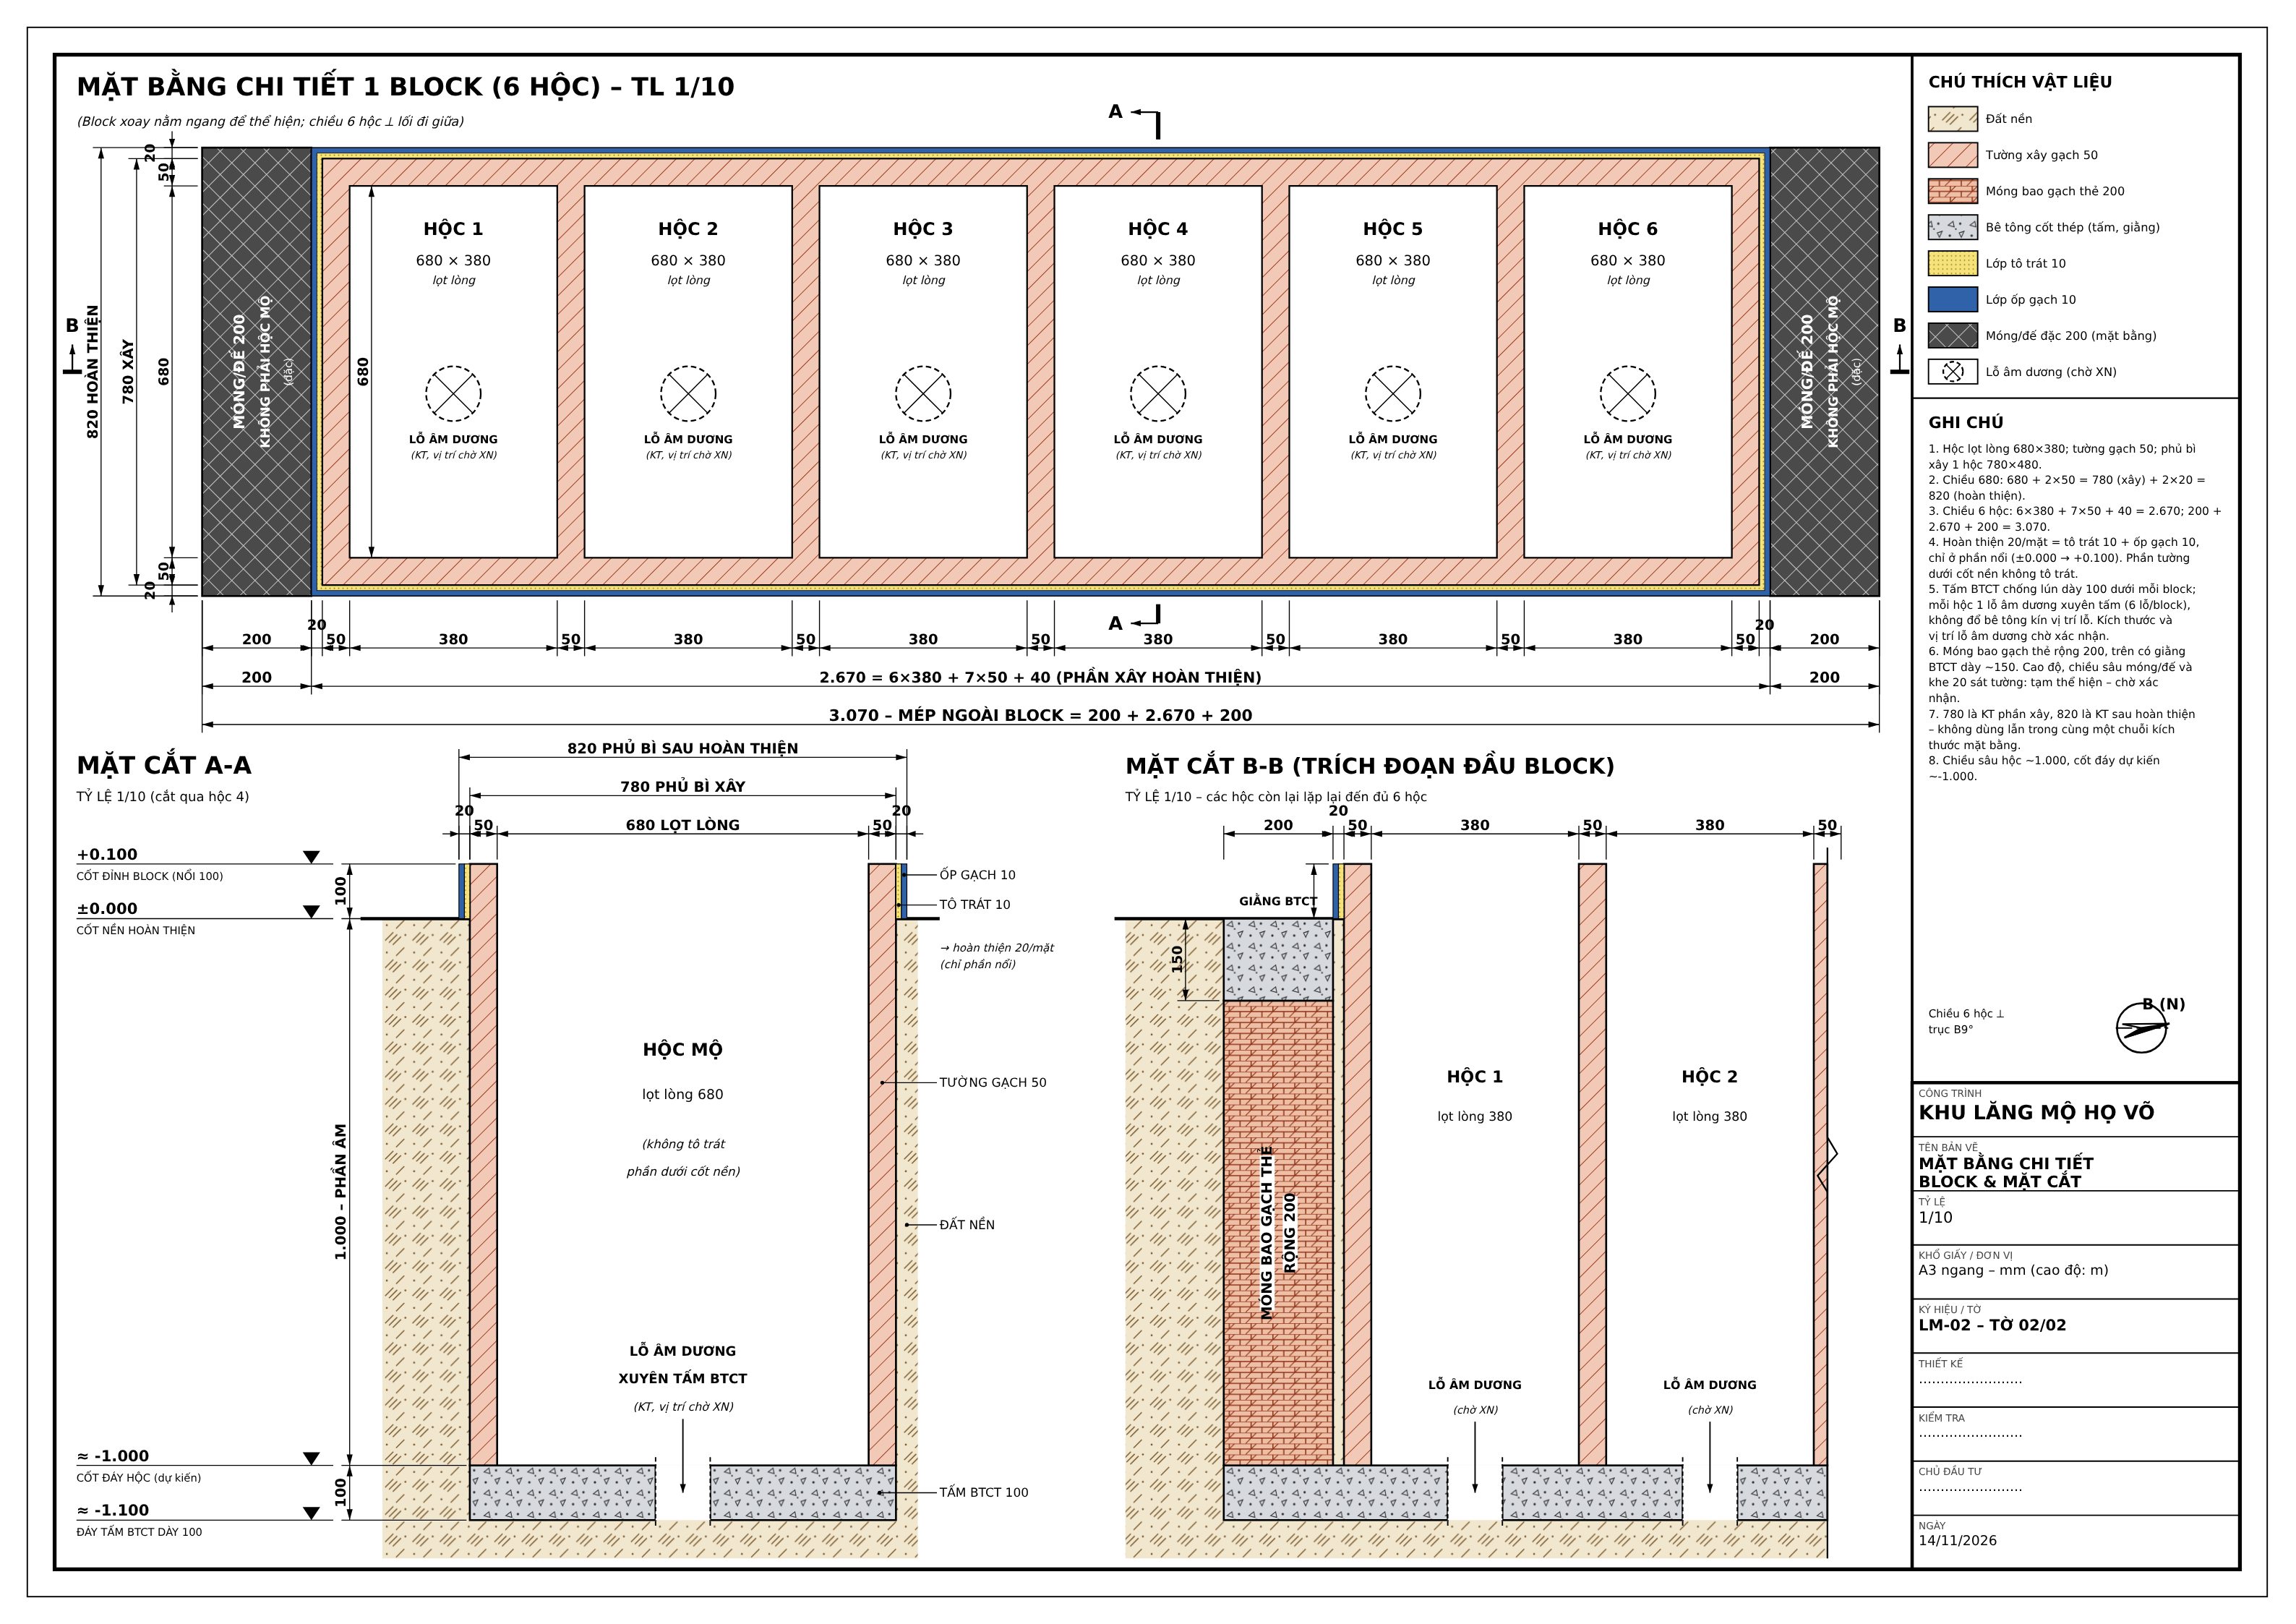 MẶT BẰNG CHI TIẾT 1 BLOCK (6 HỘC) – TL 1/10
(Block xoay nằm ngang để thể hiện; chiều 6 hộc ⊥ lối đi giữa)
A
20
50
680
50
20
780 XÂY
820 HOÀN THIỆN
B
MÓNG/ĐẾ 200
KHÔNG PHẢI HỘC MỘ
(đặc)
680
HỘC 1
680 × 380
lọt lòng
LỖ ÂM DƯƠNG
(KT, vị trí chờ XN)
HỘC 2
680 × 380
lọt lòng
LỖ ÂM DƯƠNG
(KT, vị trí chờ XN)
HỘC 3
680 × 380
lọt lòng
LỖ ÂM DƯƠNG
(KT, vị trí chờ XN)
HỘC 4
680 × 380
lọt lòng
LỖ ÂM DƯƠNG
(KT, vị trí chờ XN)
HỘC 5
680 × 380
lọt lòng
LỖ ÂM DƯƠNG
(KT, vị trí chờ XN)
HỘC 6
680 × 380
lọt lòng
LỖ ÂM DƯƠNG
(KT, vị trí chờ XN)
MÓNG/ĐẾ 200
KHÔNG PHẢI HỘC MỘ
(đặc)
B
A
200 20 50 380 50 380 50 380 50 380 50 380 50 380 50 20 200
200 2.670 = 6×380 + 7×50 + 40 (PHẦN XÂY HOÀN THIỆN) 200
3.070 – MÉP NGOÀI BLOCK = 200 + 2.670 + 200
MẶT CẮT A-A
TỶ LỆ 1/10 (cắt qua hộc 4)
820 PHỦ BÌ SAU HOÀN THIỆN
780 PHỦ BÌ XÂY
20 50 680 LỌT LÒNG 50 20
+0.100
CỐT ĐỈNH BLOCK (NỔI 100)
±0.000
CỐT NỀN HOÀN THIỆN
100
1.000 – PHẦN ÂM
100
≈ -1.000
CỐT ĐÁY HỘC (dự kiến)
≈ -1.100
ĐÁY TẤM BTCT DÀY 100
HỘC MỘ
lọt lòng 680
(không tô trát
phần dưới cốt nền)
LỖ ÂM DƯƠNG
XUYÊN TẤM BTCT
(KT, vị trí chờ XN)
ỐP GẠCH 10
TÔ TRÁT 10
→ hoàn thiện 20/mặt
(chỉ phần nổi)
TƯỜNG GẠCH 50
ĐẤT NỀN
TẤM BTCT 100
MẶT CẮT B-B (TRÍCH ĐOẠN ĐẦU BLOCK)
TỶ LỆ 1/10 – các hộc còn lại lặp lại đến đủ 6 hộc
200 20 50 380 50 380 50
GIẰNG BTCT
150
MÓNG BAO GẠCH THẺ
RỘNG 200
HỘC 1
lọt lòng 380
LỖ ÂM DƯƠNG
(chờ XN)
HỘC 2
lọt lòng 380
LỖ ÂM DƯƠNG
(chờ XN)
CHÚ THÍCH VẬT LIỆU
Đất nền
Tường xây gạch 50
Móng bao gạch thẻ 200
Bê tông cốt thép (tấm, giằng)
Lớp tô trát 10
Lớp ốp gạch 10
Móng/đế đặc 200 (mặt bằng)
Lỗ âm dương (chờ XN)
GHI CHÚ
1. Hộc lọt lòng 680×380; tường gạch 50; phủ bì
xây 1 hộc 780×480.
2. Chiều 680: 680 + 2×50 = 780 (xây) + 2×20 =
820 (hoàn thiện).
3. Chiều 6 hộc: 6×380 + 7×50 + 40 = 2.670; 200 +
2.670 + 200 = 3.070.
4. Hoàn thiện 20/mặt = tô trát 10 + ốp gạch 10,
chỉ ở phần nổi (±0.000 → +0.100). Phần tường
dưới cốt nền không tô trát.
5. Tấm BTCT chống lún dày 100 dưới mỗi block;
mỗi hộc 1 lỗ âm dương xuyên tấm (6 lỗ/block),
không đổ bê tông kín vị trí lỗ. Kích thước và
vị trí lỗ âm dương chờ xác nhận.
6. Móng bao gạch thẻ rộng 200, trên có giằng
BTCT dày ~150. Cao độ, chiều sâu móng/đế và
khe 20 sát tường: tạm thể hiện – chờ xác
nhận.
7. 780 là KT phần xây, 820 là KT sau hoàn thiện
– không dùng lẫn trong cùng một chuỗi kích
thước mặt bằng.
8. Chiều sâu hộc ~1.000, cốt đáy dự kiến
~-1.000.
Chiều 6 hộc ⊥
trục B9°
B (N)
CÔNG TRÌNH
KHU LĂNG MỘ HỌ VÕ
TÊN BẢN VẼ
MẶT BẰNG CHI TIẾT
BLOCK & MẶT CẮT
TỶ LỆ
1/10
KHỔ GIẤY / ĐƠN VỊ
A3 ngang – mm (cao độ: m)
KÝ HIỆU / TỜ
LM-02 – TỜ 02/02
THIẾT KẾ
........................
KIỂM TRA
........................
CHỦ ĐẦU TƯ
........................
NGÀY
14/11/2026